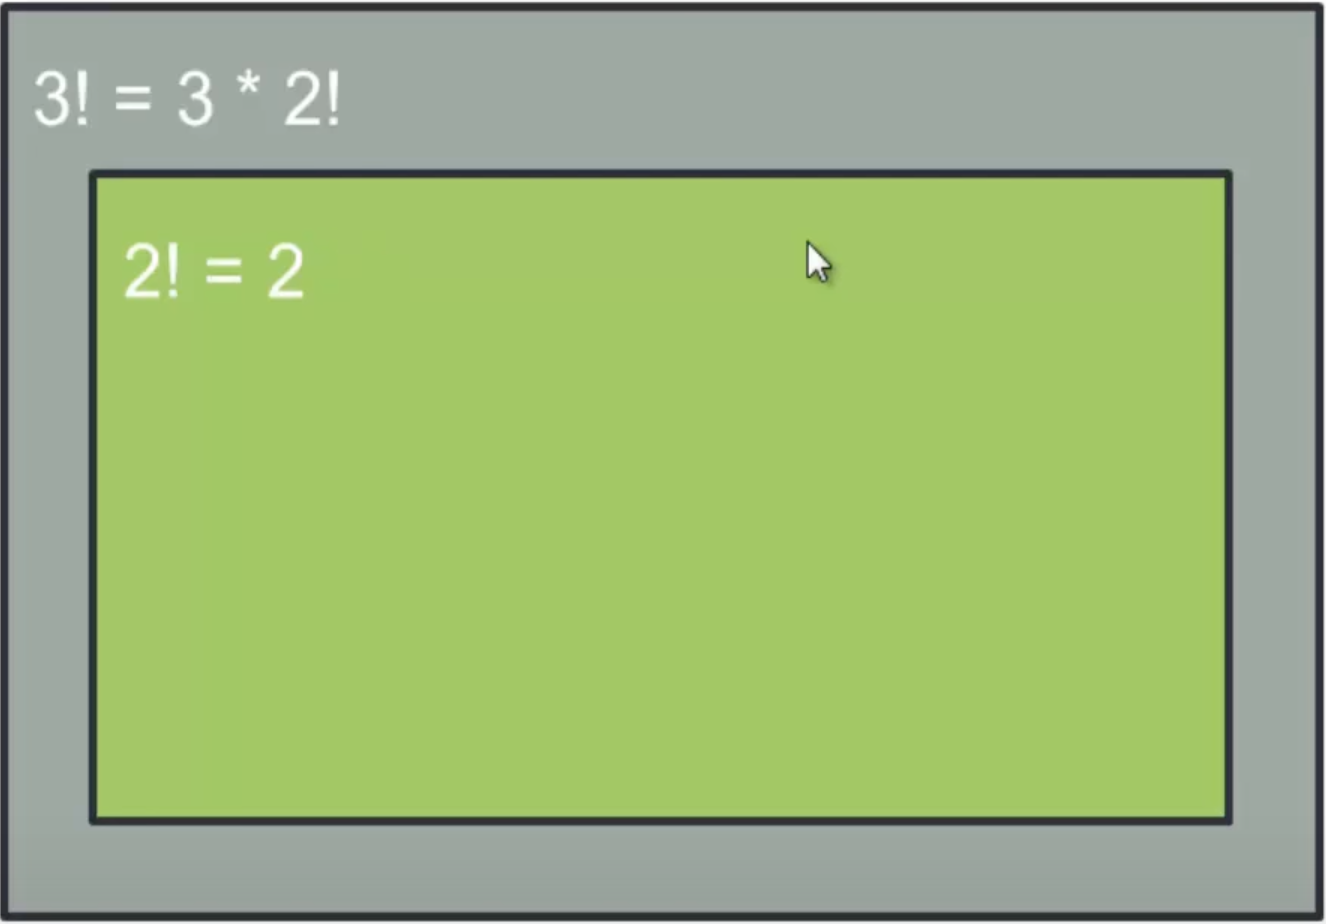 3! = 3 * 2!
2! = 2